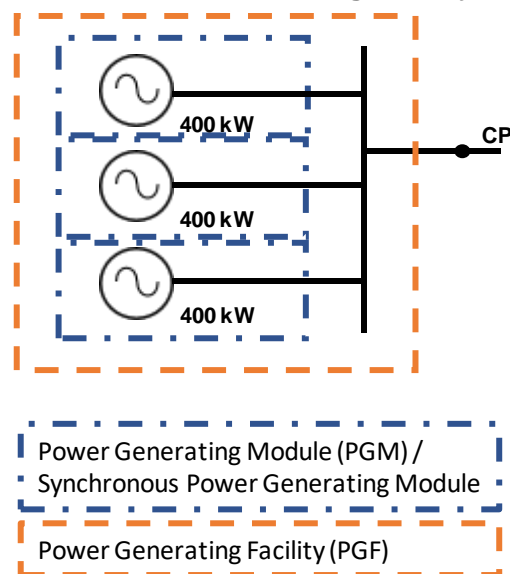 400 kW
CP
400 kW
400 kW
Power Generating Module (PGM) /
Synchronous Power Generating Module
Power Generating Facility (PGF)